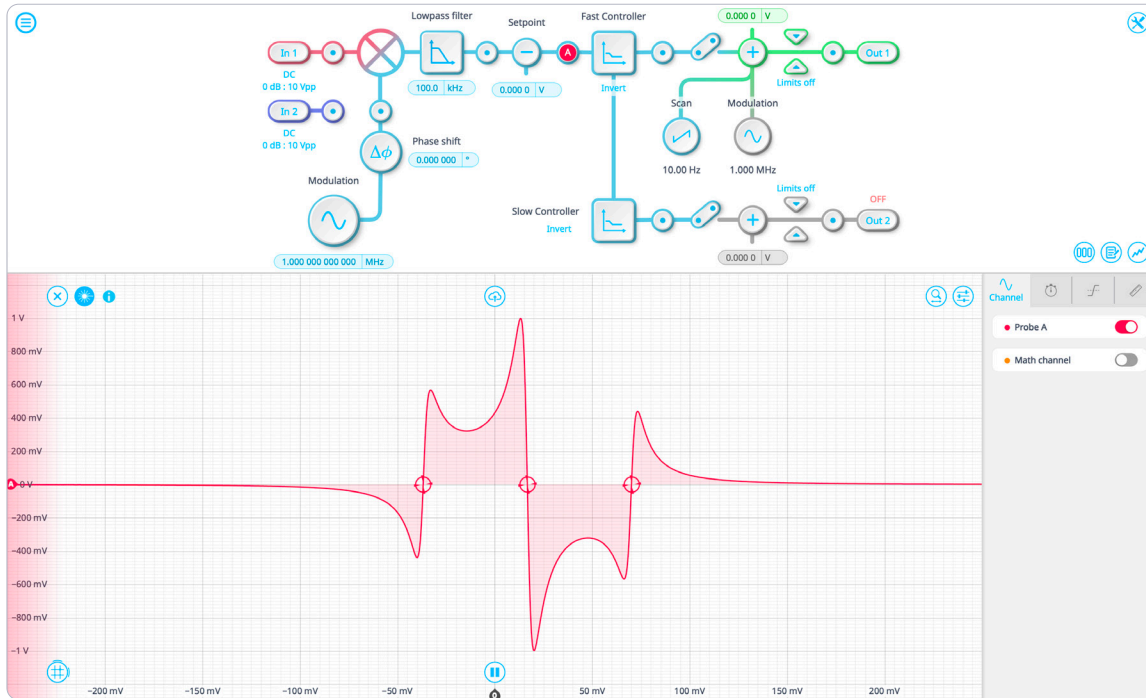 Lowpass filter
Setpoint
Fast Controller
0.000 0 V
In 1
A
Out 1
DC
0 dB : 10 Vpp
100.0 kHz
0.000 0 V
Invert
Limits off
Scan
Modulation
In 2
DC
0 dB : 10 Vpp
Phase shift
Δϕ
0.000 000 °
10.00 Hz
1.000 MHz
Modulation
Limits off
OFF
Slow Controller
Invert
Out 2
0.000 0 V
1.000 000 000 000 MHz
Channel
1 V
Probe A
800 mV
Math channel
600 mV
400 mV
200 mV
A
0 V
−200 mV
−400 mV
−600 mV
−800 mV
−1 V
−200 mV
−150 mV
−100 mV
−50 mV
0
50 mV
100 mV
150 mV
200 mV